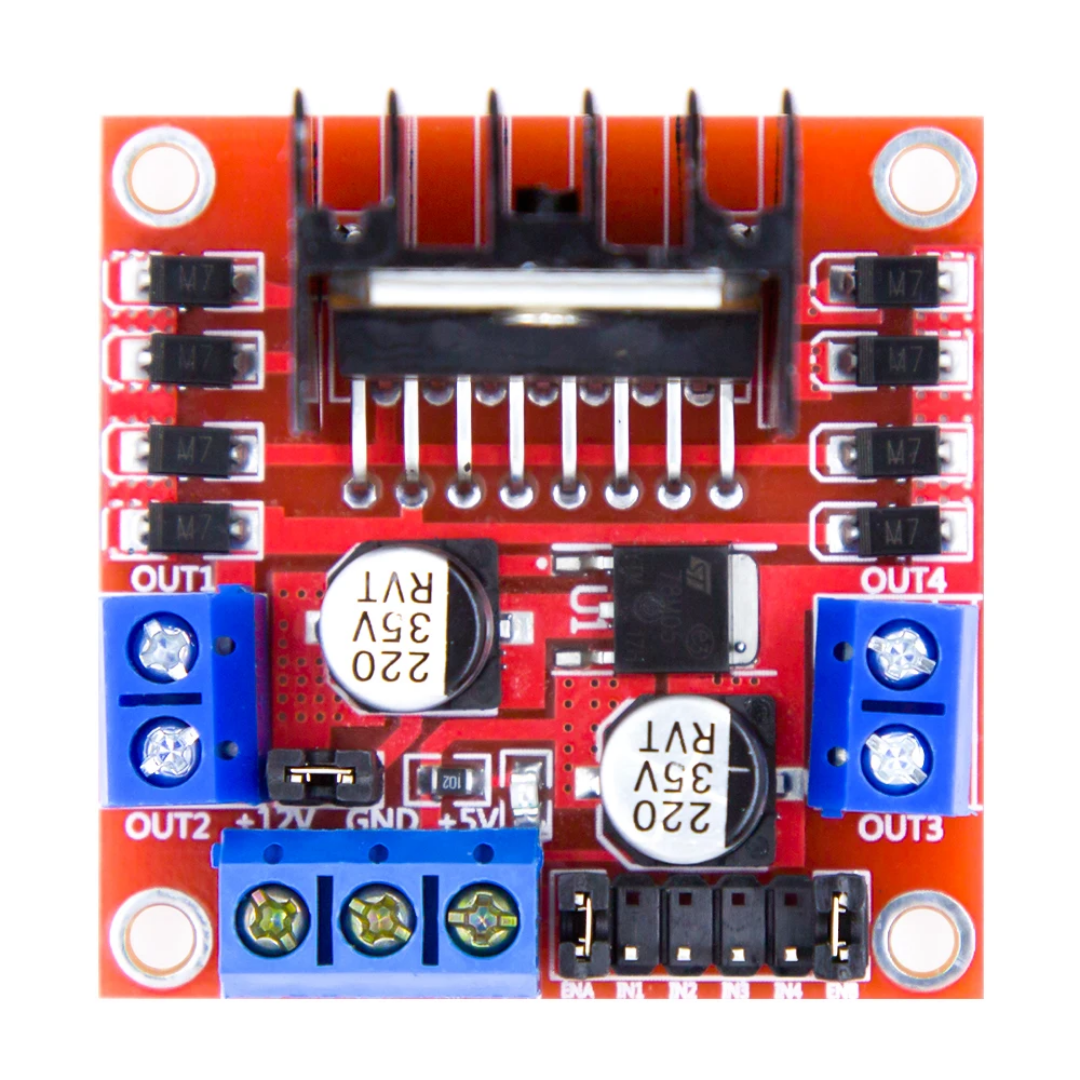 M7
M7
M7
M7
M7
M7
M7
M7
OUT1
OUT4
220
35V
RVT
U1
78M05
220
35V
RVT
102
OUT2
+12V
GND
+5V
OUT3
ENA
IN1
IN2
IN3
IN4
ENB